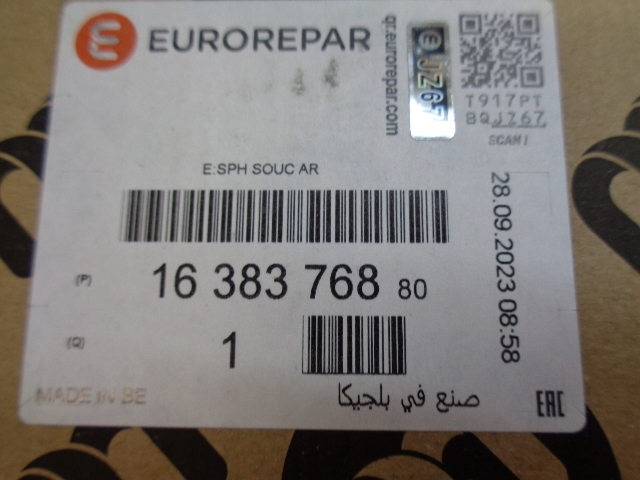 EUROREPAR
qr.eurorepar.com
JZ67
T917PT
BQJZ67
SCAN!
E:SPH SOUC AR
28.09.2023 08:58
(P) 16 383 768 80
(Q) 1
MADE IN BE
صنع في بلجيكا
EAC